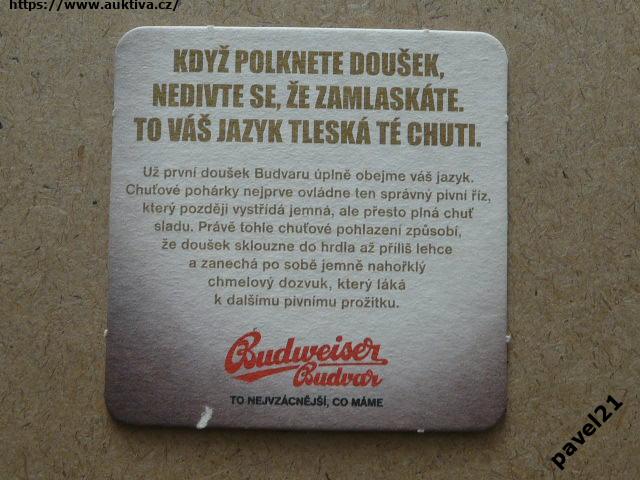 https://www.auktiva.cz/
KDYŽ POLKNETE DOUŠEK,
NEDIVTE SE, ŽE ZAMLASKÁTE.
TO VÁŠ JAZYK TLESKÁ TÉ CHUTI.
Už první doušek Budvaru úplně obejme váš jazyk.
Chuťové pohárky nejprve ovládne ten správný pivní říz,
který později vystřídá jemná, ale přesto plná chuť
sladu. Právě tohle chuťové pohlazení způsobí,
že doušek sklouzne do hrdla až příliš lehce
a zanechá po sobě jemně nahořklý
chmelový dozvuk, který láká
k dalšímu pivnímu prožitku.
Budweiser
Budvar
TO NEJVZÁCNĚJŠÍ, CO MÁME
pavel21